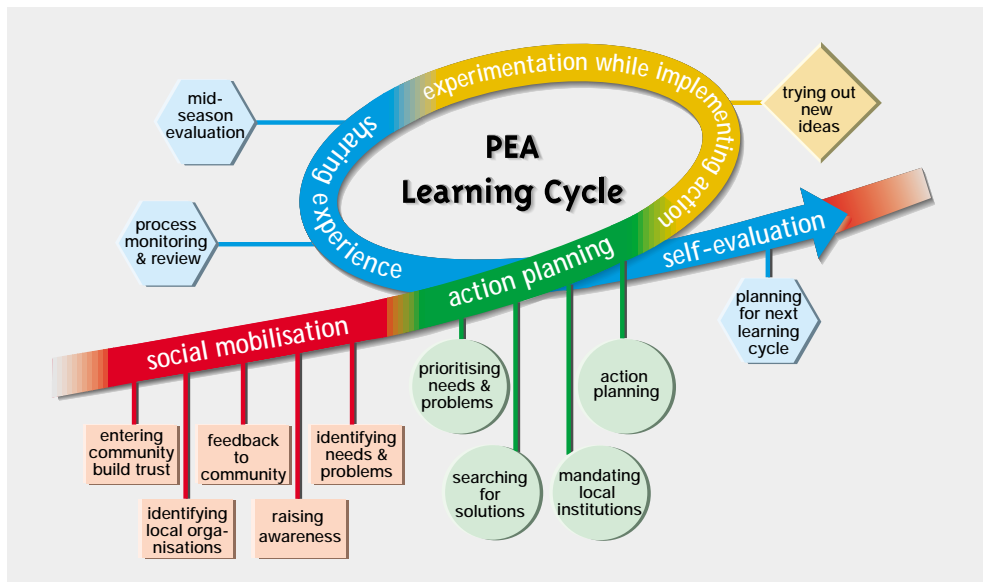 PEA
Learning Cycle
social mobilisation
entering
community
build trust
identifying
local orga-
nisations
feedback
to
community
raising
awareness
identifying
needs &
problems
action planning
prioritising
needs &
problems
searching
for
solutions
mandating
local
institutions
action
planning
experimentation while implementing action
trying out
new
ideas
sharing experience
mid-
season
evaluation
process
monitoring
& review
self-evaluation
planning
for next
learning
cycle